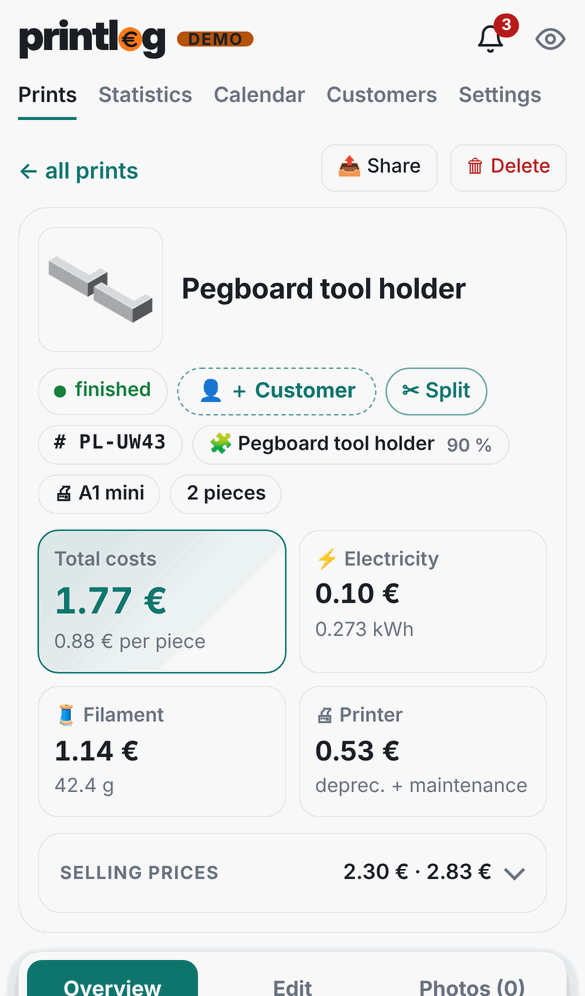 printl€g DEMO 3
Prints Statistics Calendar Customers Settings
← all prints Share Delete
Pegboard tool holder
finished + Customer ✂ Split
# PL-UW43 Pegboard tool holder 90 %
A1 mini 2 pieces
Total costs
1.77 €
0.88 € per piece
⚡ Electricity
0.10 €
0.273 kWh
Filament
1.14 €
42.4 g
Printer
0.53 €
deprec. + maintenance
SELLING PRICES 2.30 € · 2.83 €
Overview Edit Photos (0)